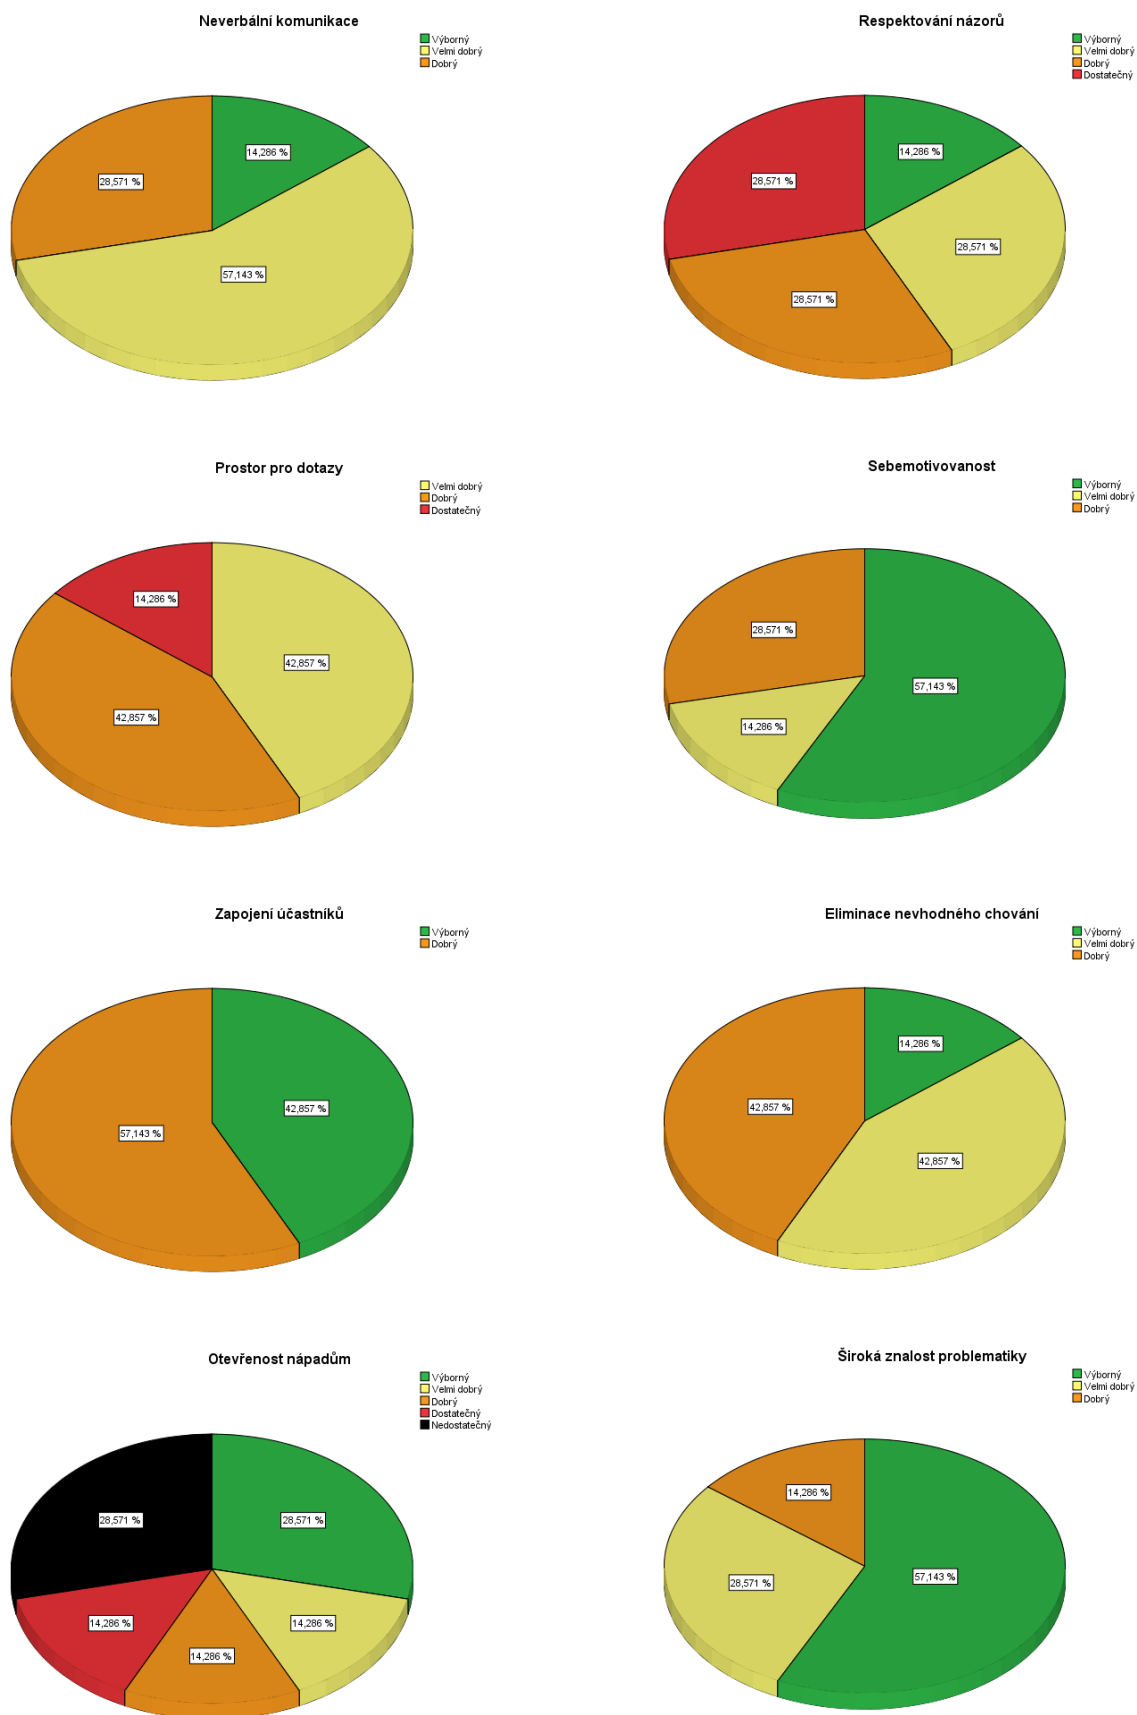 Neverbální komunikace
Výborný
Velmi dobrý
Dobrý
14,286 %
28,571 %
57,143 %
Respektování názorů
Výborný
Velmi dobrý
Dobrý
Dostatečný
14,286 %
28,571 %
28,571 %
28,571 %
Prostor pro dotazy
Velmi dobrý
Dobrý
Dostatečný
14,286 %
42,857 %
42,857 %
Sebemotivovanost
Výborný
Velmi dobrý
Dobrý
28,571 %
57,143 %
14,286 %
Zapojení účastníků
Výborný
Dobrý
42,857 %
57,143 %
Eliminace nevhodného chování
Výborný
Velmi dobrý
Dobrý
14,286 %
42,857 %
42,857 %
Otevřenost nápadům
Výborný
Velmi dobrý
Dobrý
Dostatečný
Nedostatečný
28,571 %
28,571 %
14,286 %
14,286 %
14,286 %
Široká znalost problematiky
Výborný
Velmi dobrý
Dobrý
14,286 %
57,143 %
28,571 %